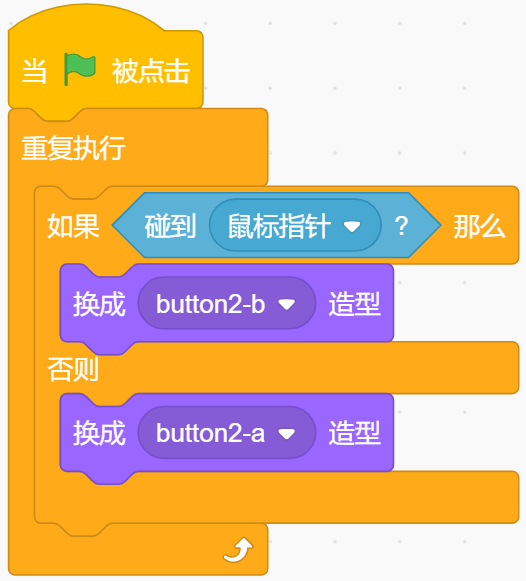 当 被点击
重复执行
如果 碰到 鼠标指针 ? 那么
换成 button2-b 造型
否则
换成 button2-a 造型